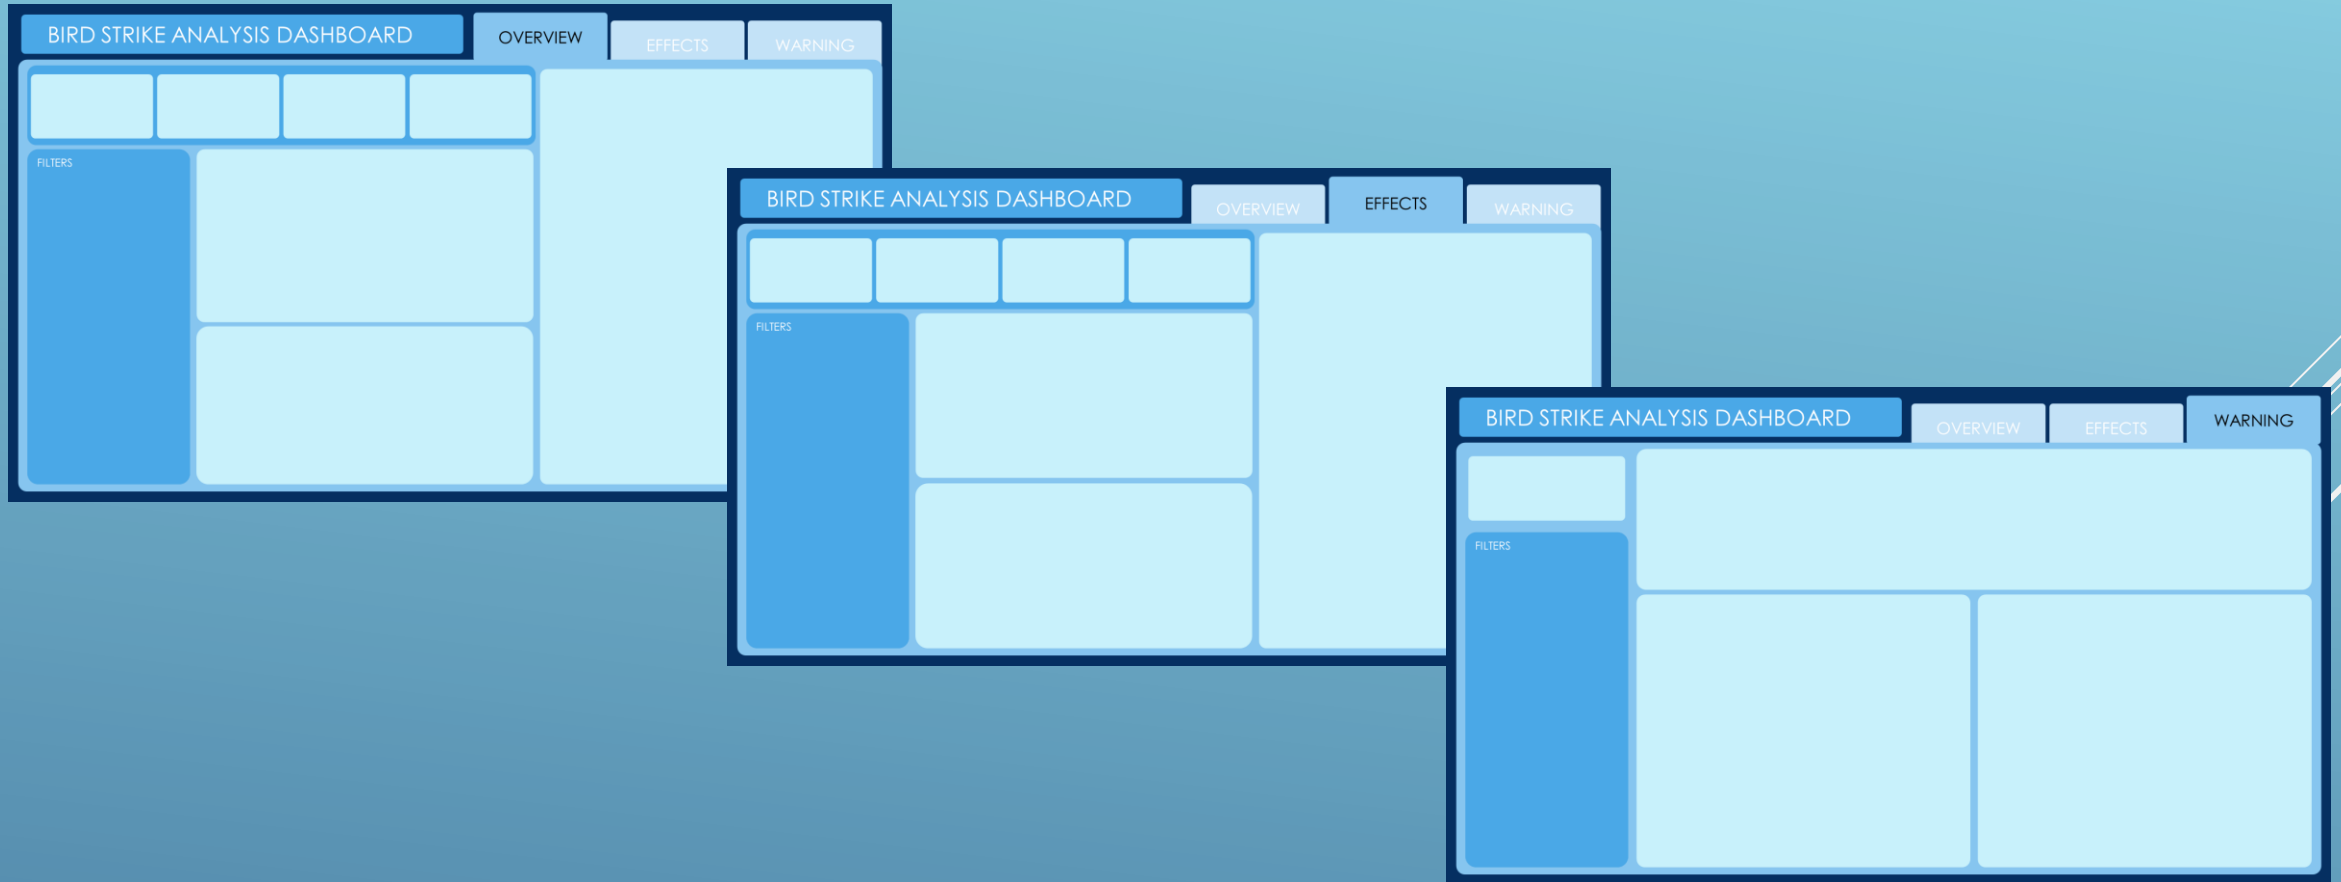 BIRD STRIKE ANALYSIS DASHBOARD OVERVIEW EFFECTS WARNING
FILTERS
BIRD STRIKE ANALYSIS DASHBOARD OVERVIEW EFFECTS WARNING
FILTERS
BIRD STRIKE ANALYSIS DASHBOARD OVERVIEW EFFECTS WARNING
FILTERS